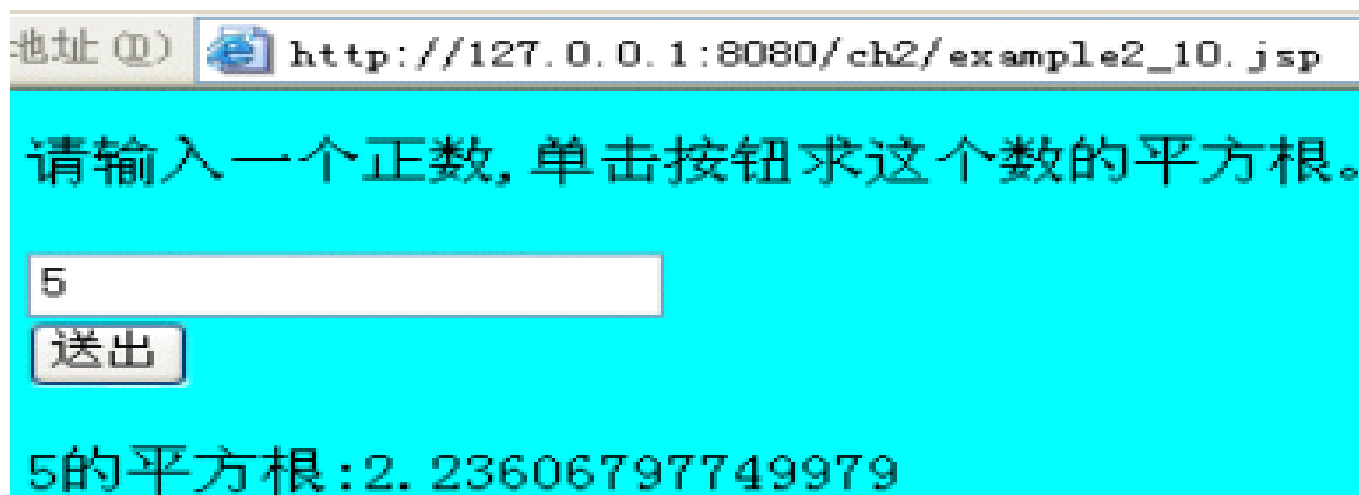 地址(D) http://127.0.0.1:8080/ch2/example2_10.jsp
请输入一个正数,单击按钮求这个数的平方根。
5
送出
5的平方根:2.23606797749979